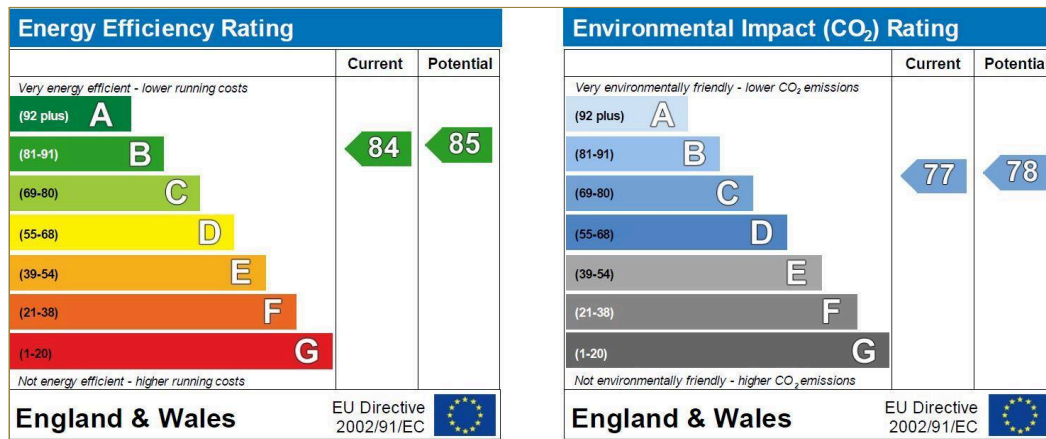 Energy Efficiency Rating
Current Potential
Very energy efficient - lower running costs
(92 plus) A
(81-91) B
84 85
(69-80) C
(55-68) D
(39-54) E
(21-38) F
(1-20) G
Not energy efficient - higher running costs
England & Wales
EU Directive
2002/91/EC
Environmental Impact (CO₂) Rating
Current Potential
Very environmentally friendly - lower CO₂ emissions
(92 plus) A
(81-91) B
(69-80) C
77 78
(55-68) D
(39-54) E
(21-38) F
(1-20) G
Not environmentally friendly - higher CO₂ emissions
England & Wales
EU Directive
2002/91/EC